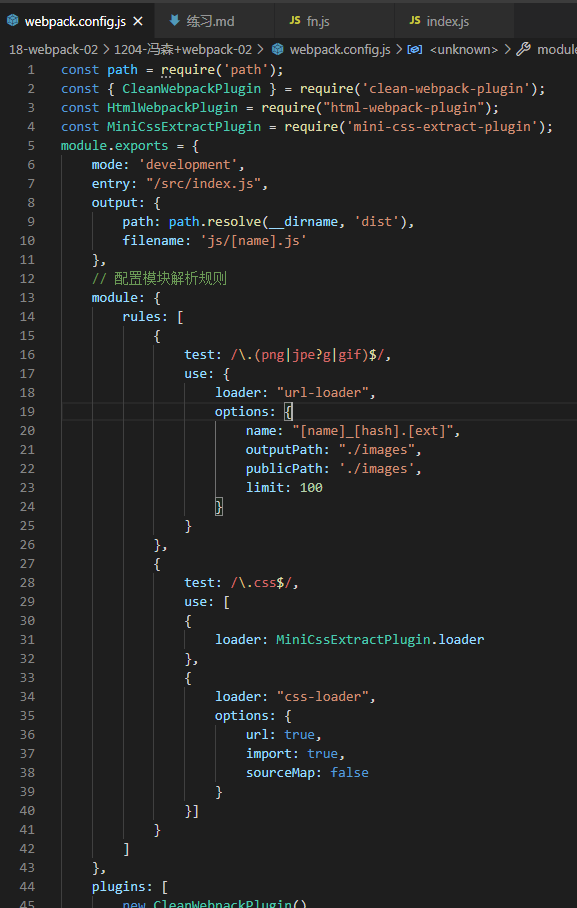 webpack.config.js
练习.md
JS fn.js
JS index.js
18-webpack-02 > 1204-冯森+webpack-02 > webpack.config.js > <unknown> > module
1 const path = require('path');
2 const { CleanWebpackPlugin } = require('clean-webpack-plugin');
3 const HtmlWebpackPlugin = require("html-webpack-plugin");
4 const MiniCssExtractPlugin = require('mini-css-extract-plugin');
5 module.exports = {
6     mode: 'development',
7     entry: "/src/index.js",
8     output: {
9         path: path.resolve(__dirname, 'dist'),
10         filename: 'js/[name].js'
11     },
12     // 配置模块解析规则
13     module: {
14         rules: [
15             {
16                 test: /\.(png|jpe?g|gif)$/,
17                 use: {
18                     loader: "url-loader",
19                     options: {
20                         name: "[name]_[hash].[ext]",
21                         outputPath: "./images",
22                         publicPath: './images',
23                         limit: 100
24                     }
25                 }
26             },
27             {
28                 test: /\.css$/,
29                 use: [
30                 {
31                     loader: MiniCssExtractPlugin.loader
32                 },
33                 {
34                     loader: "css-loader",
35                     options: {
36                         url: true,
37                         import: true,
38                         sourceMap: false
39                     }
40                 }]
41             }
42         ]
43     },
44     plugins: [
45         new CleanWebpackPlugin()